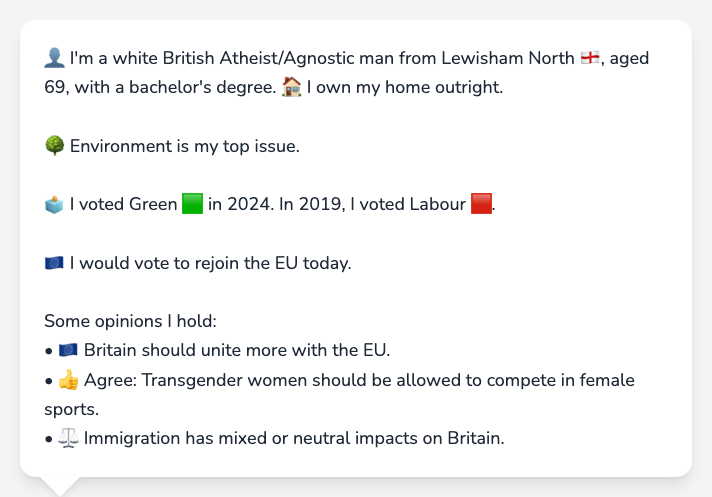 👤 I'm a white British Atheist/Agnostic man from Lewisham North 🏴󠁧󠁢󠁥󠁮󠁧󠁿, aged
69, with a bachelor's degree. 🏠 I own my home outright.
🌳 Environment is my top issue.
🗳️ I voted Green 🟩 in 2024. In 2019, I voted Labour 🟥.
🇪🇺 I would vote to rejoin the EU today.
Some opinions I hold:
• 🇪🇺 Britain should unite more with the EU.
• 👍 Agree: Transgender women should be allowed to compete in female
sports.
• ⚖️ Immigration has mixed or neutral impacts on Britain.